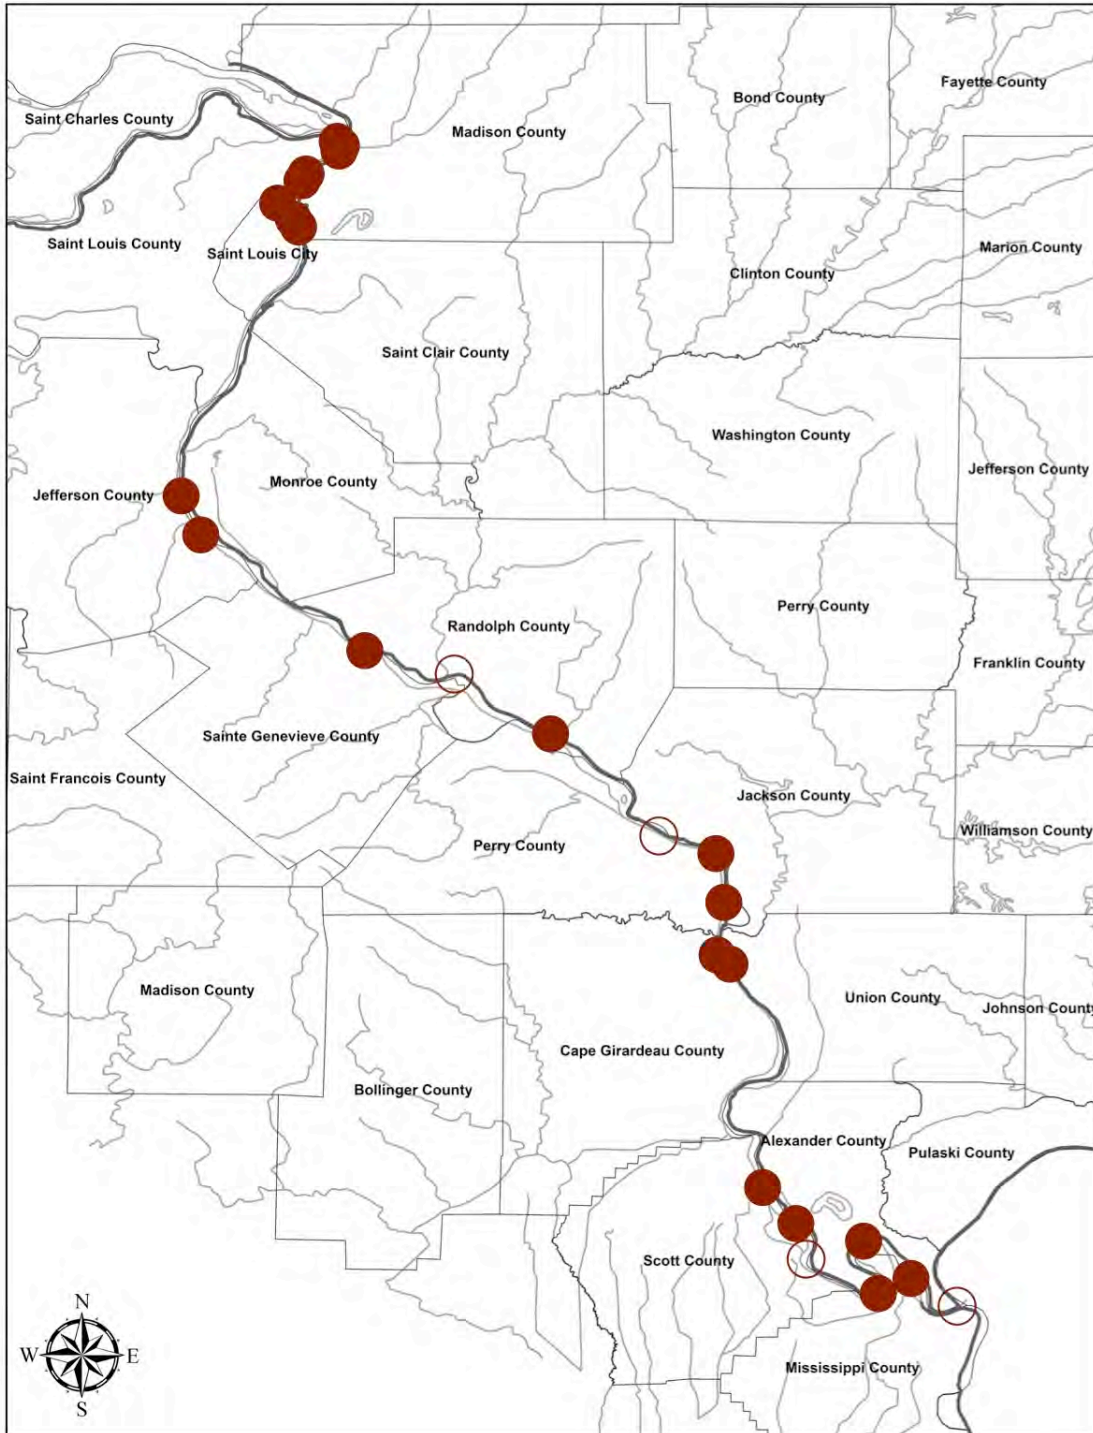 Fayette County
Bond County
Saint Charles County
Madison County
Saint Louis County
Saint Louis City
Marion County
Clinton County
Saint Clair County
Washington County
Jefferson County
Monroe County
Jefferson County
Perry County
Randolph County
Franklin County
Sainte Genevieve County
Saint Francois County
Jackson County
Williamson County
Perry County
Madison County
Union County
Johnson County
Cape Girardeau County
Bollinger County
Alexander County
Pulaski County
Scott County
Mississippi County
N
W E
S